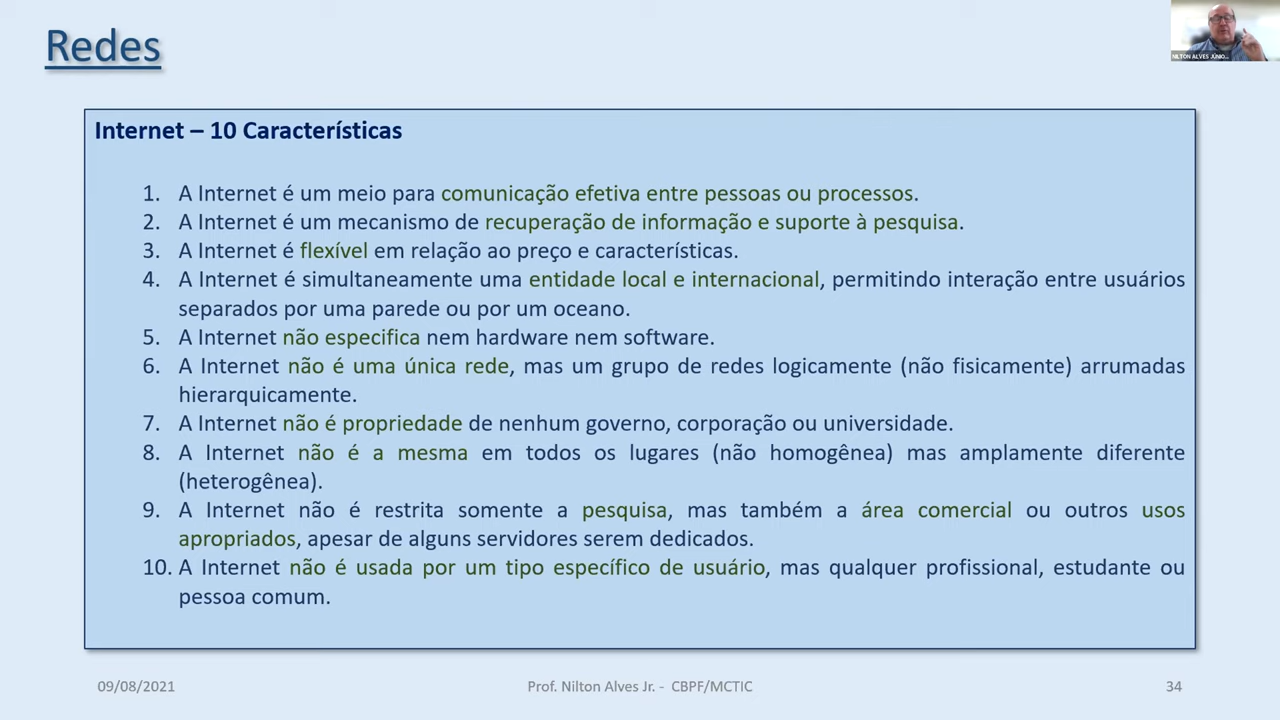 Redes
NILTON ALVES JÚNIO...
Internet – 10 Características
1. A Internet é um meio para comunicação efetiva entre pessoas ou processos.
2. A Internet é um mecanismo de recuperação de informação e suporte à pesquisa.
3. A Internet é flexível em relação ao preço e características.
4. A Internet é simultaneamente uma entidade local e internacional, permitindo interação entre usuários
separados por uma parede ou por um oceano.
5. A Internet não especifica nem hardware nem software.
6. A Internet não é uma única rede, mas um grupo de redes logicamente (não fisicamente) arrumadas
hierarquicamente.
7. A Internet não é propriedade de nenhum governo, corporação ou universidade.
8. A Internet não é a mesma em todos os lugares (não homogênea) mas amplamente diferente
(heterogênea).
9. A Internet não é restrita somente a pesquisa, mas também a área comercial ou outros usos
apropriados, apesar de alguns servidores serem dedicados.
10. A Internet não é usada por um tipo específico de usuário, mas qualquer profissional, estudante ou
pessoa comum.
09/08/2021
Prof. Nilton Alves Jr. - CBPF/MCTIC
34